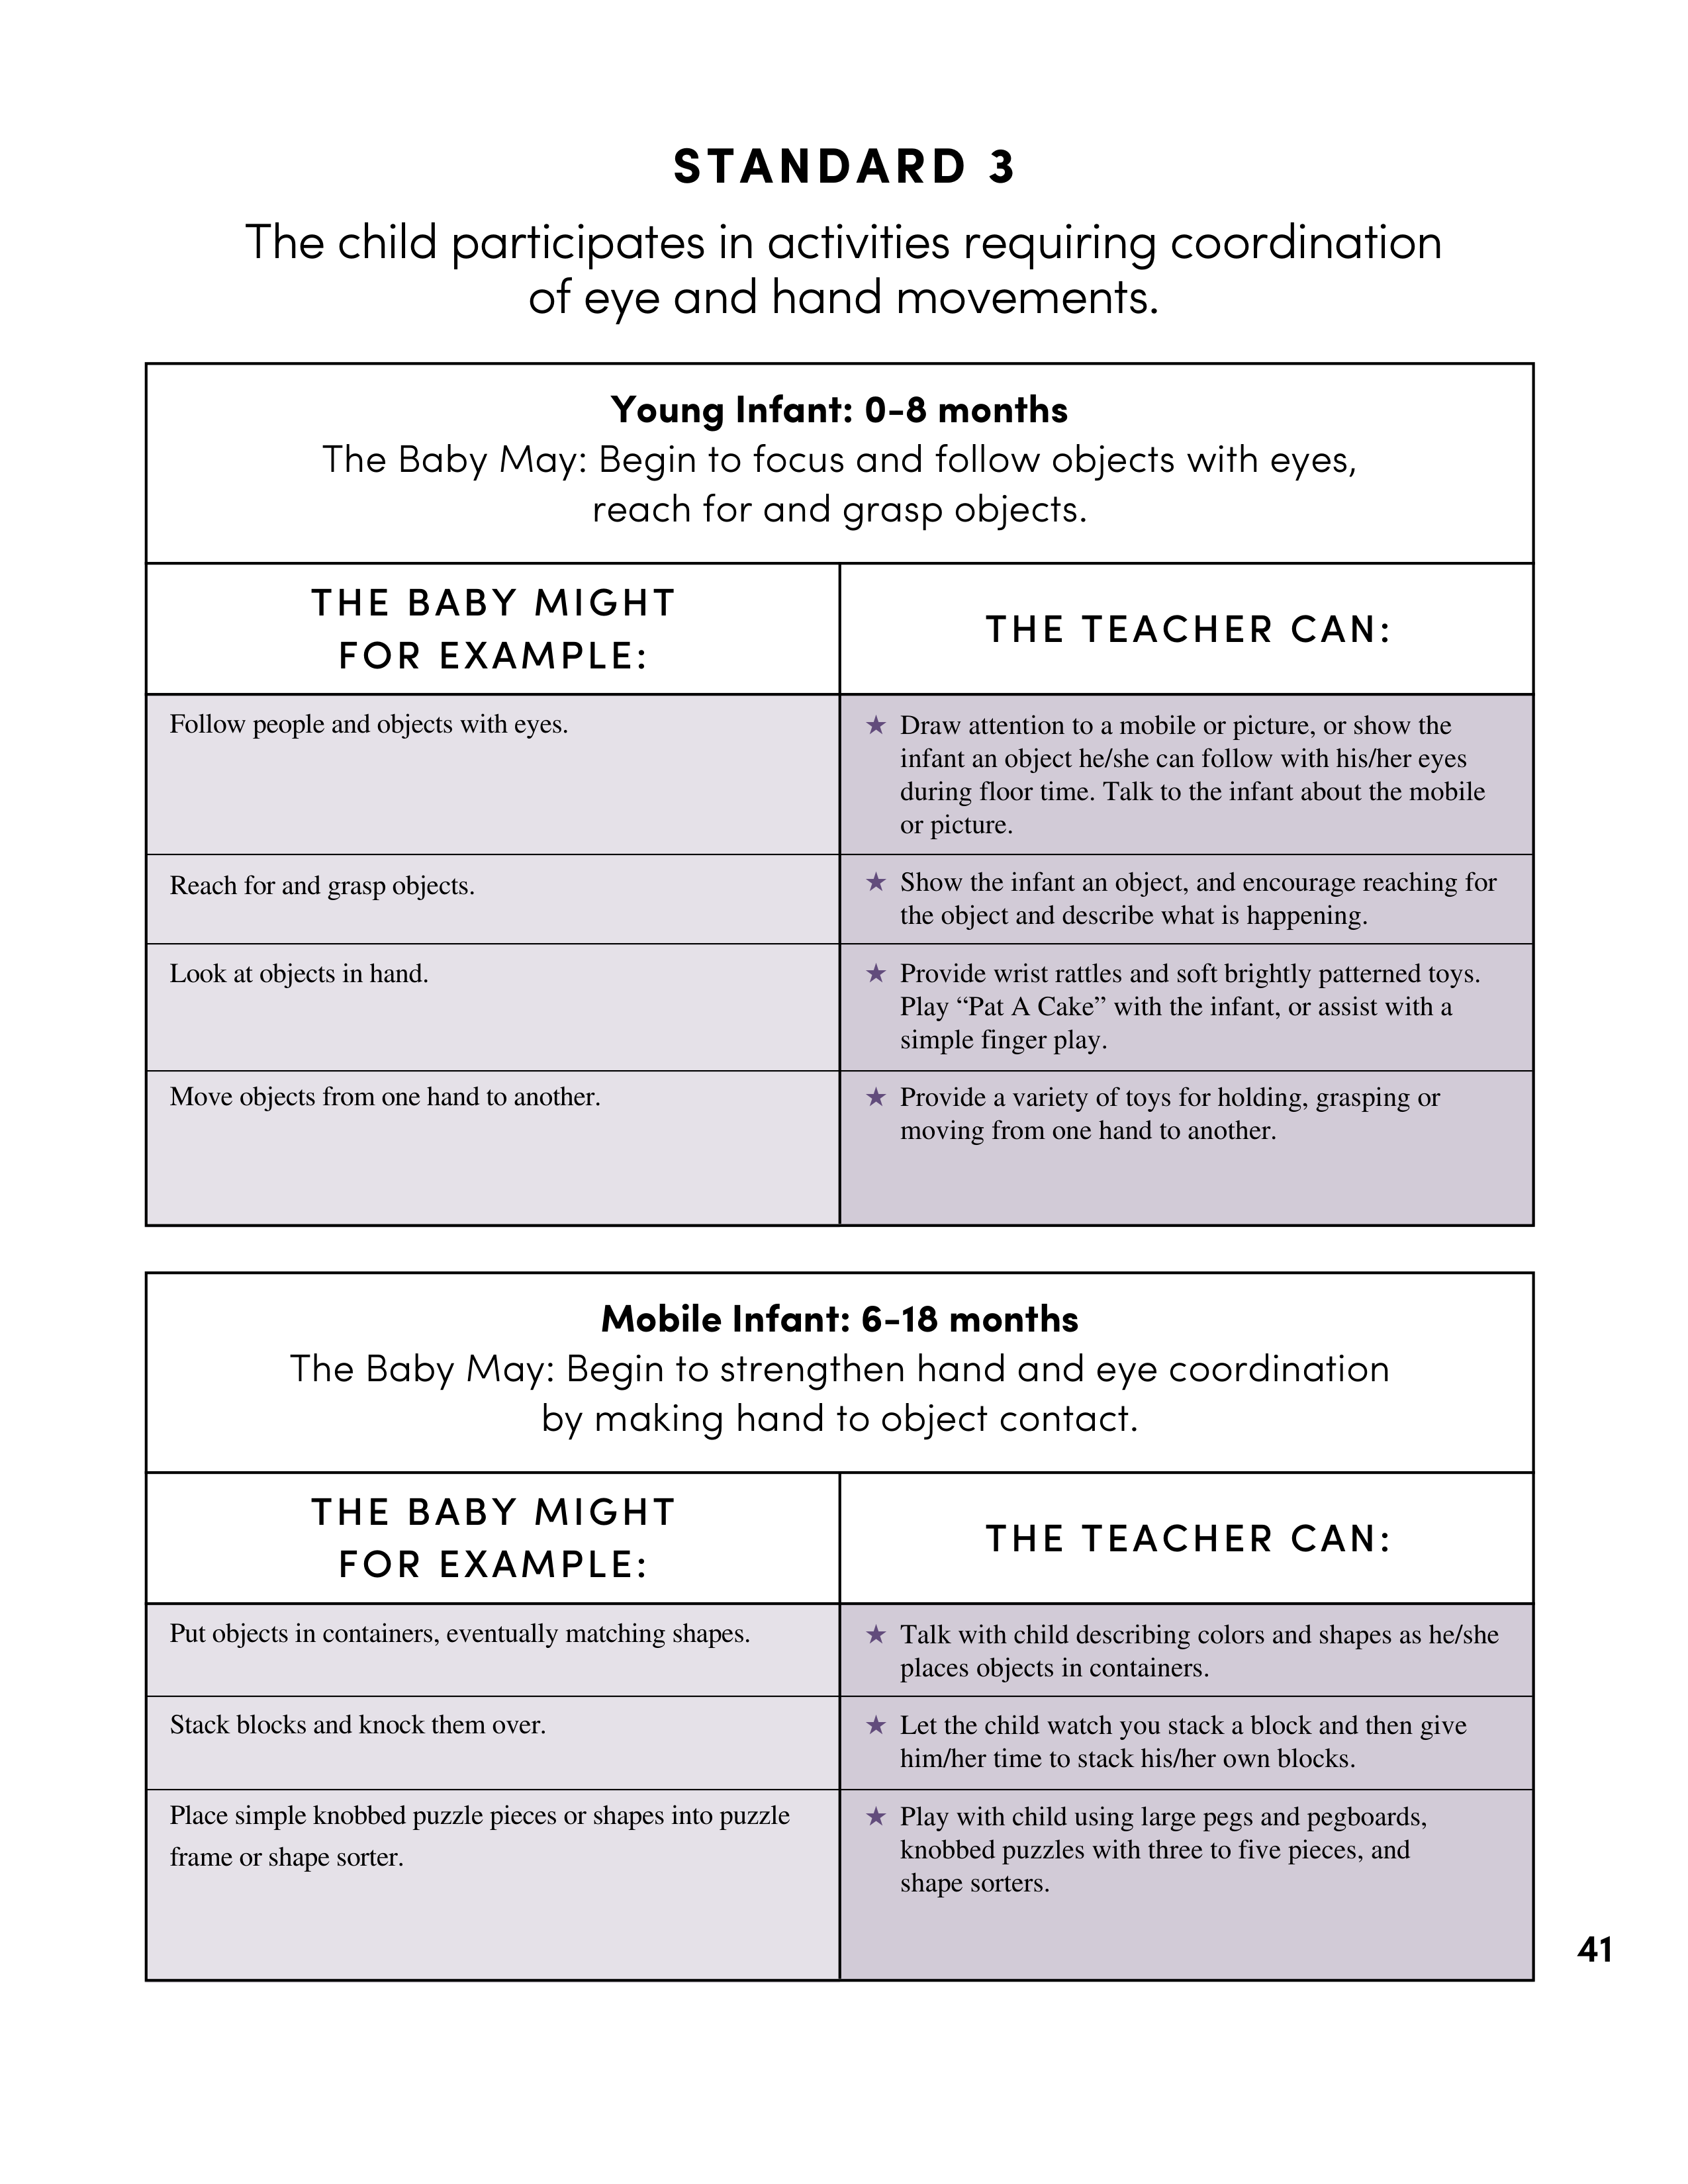 STANDARD 3
The child participates in activities requiring coordination
of eye and hand movements.
Young Infant: 0-8 months
The Baby May: Begin to focus and follow objects with eyes,
reach for and grasp objects.
THE BABY MIGHT
FOR EXAMPLE:
THE TEACHER CAN:
Follow people and objects with eyes.
★ Draw attention to a mobile or picture, or show the
infant an object he/she can follow with his/her eyes
during floor time. Talk to the infant about the mobile
or picture.
Reach for and grasp objects.
★ Show the infant an object, and encourage reaching for
the object and describe what is happening.
Look at objects in hand.
★ Provide wrist rattles and soft brightly patterned toys.
Play “Pat A Cake” with the infant, or assist with a
simple finger play.
Move objects from one hand to another.
★ Provide a variety of toys for holding, grasping or
moving from one hand to another.
Mobile Infant: 6-18 months
The Baby May: Begin to strengthen hand and eye coordination
by making hand to object contact.
THE BABY MIGHT
FOR EXAMPLE:
THE TEACHER CAN:
Put objects in containers, eventually matching shapes.
★ Talk with child describing colors and shapes as he/she
places objects in containers.
Stack blocks and knock them over.
★ Let the child watch you stack a block and then give
him/her time to stack his/her own blocks.
Place simple knobbed puzzle pieces or shapes into puzzle
frame or shape sorter.
★ Play with child using large pegs and pegboards,
knobbed puzzles with three to five pieces, and
shape sorters.
41